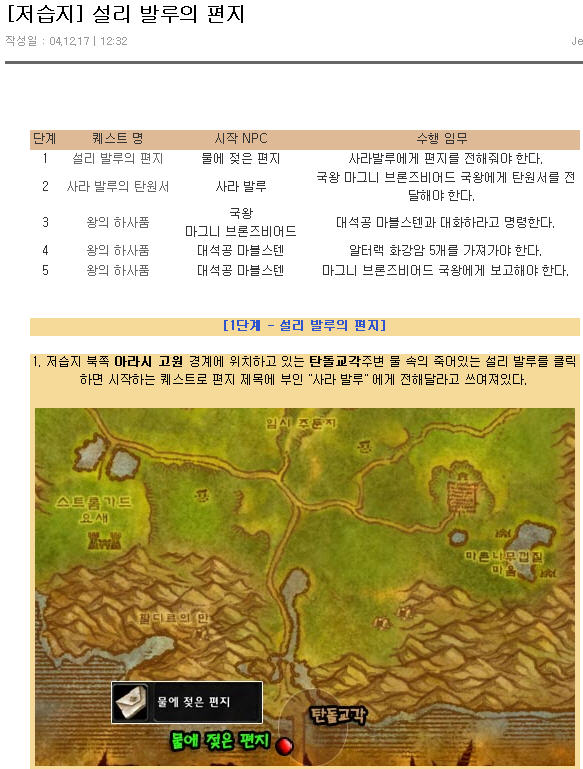 [저습지] 설리 발루의 편지
작성일 : 04,12,17 | 12:32 Je
단계 퀘스트 명 시작 NPC 수행 임무
1 설리 발루의 편지 물에 젖은 편지 사라발루에게 편지를 전해줘야 한다.
2 사라 발루의 탄원서 사라 발루 국왕 마그니 브론즈비어드 국왕에게 탄원서를 전
달해야 한다.
3 왕의 하사품 국왕
마그니 브론즈비어드 대석공 마블스텐과 대화하라고 명령한다.
4 왕의 하사품 대석공 마블스텐 알터랙 화강암 5개를 가져가야 한다.
5 왕의 하사품 대석공 마블스텐 마그니 브론즈비어드 국왕에게 보고해야 한다.
[1단계 - 설리 발루의 편지]
1. 저습지 북쪽 아라시 고원 경계에 위치하고 있는 탄돌교각주변 물 속의 죽어있는 설리 발루를 클릭
하면 시작하는 퀘스트로 편지 제목에 부인 "사라 발루" 에게 전해달라고 쓰여져있다.
임시 주둔지
스트롬가드
요새
마른나무껍질
마을
팔디르의 만
물에 젖은 편지
탄돌교각
물에 젖은 편지